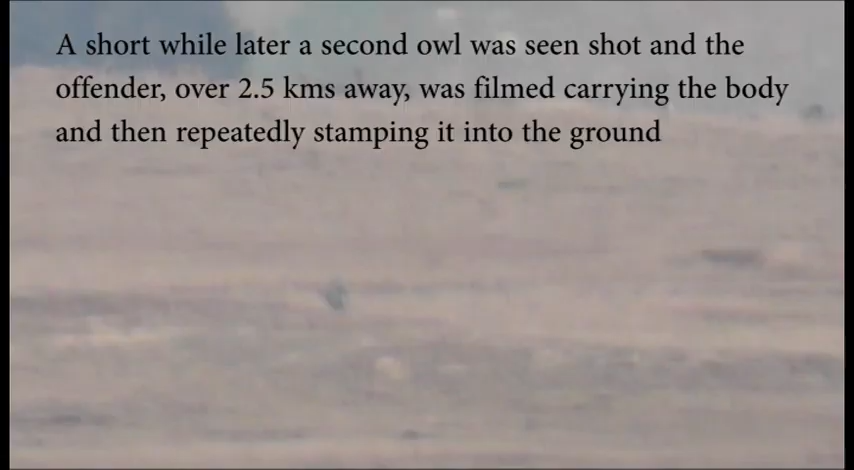 A short while later a second owl was seen shot and the
offender, over 2.5 kms away, was filmed carrying the body
and then repeatedly stamping it into the ground